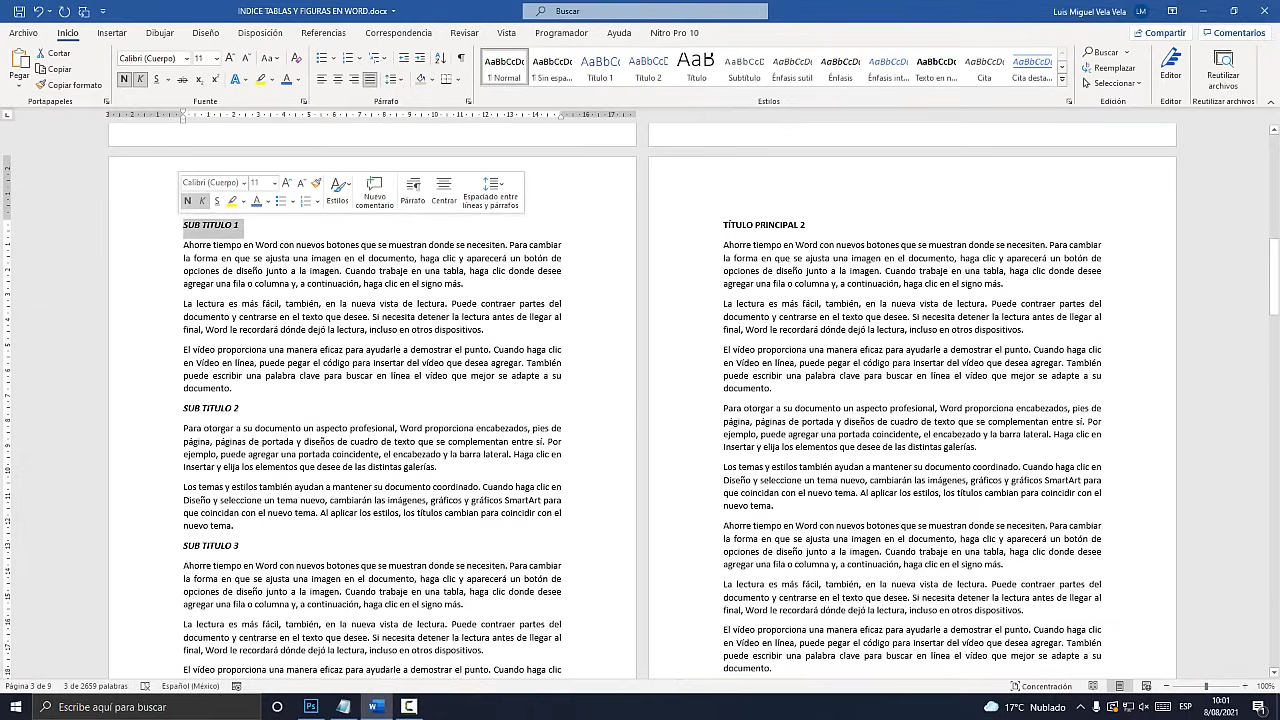 INDICE TABLAS Y FIGURAS EN WORD.docx
Buscar
Luis Miguel Vela Vela LM
Archivo Inicio Insertar Dibujar Diseño Disposición Referencias Correspondencia Revisar Vista Programador Ayuda Nitro Pro 10 Compartir Comentarios
Pegar
Cortar
Copiar
Copiar formato
Portapapeles
Calibri (Cuerpo) 11
Fuente
Párrafo
AaBbCcDc AaBbCcDc AaBbCcD AaBbCcDc AaB AaBbCcD AaBbCcDc AaBbCcDc AaBbCcDc AaBbCcDc AaBbCcDc AaBbCcDc
¶ Normal ¶ Sin espa... Título 1 Título 2 Título Subtítulo Énfasis sutil Énfasis Énfasis int... Texto en n... Cita Cita desta...
Estilos
Buscar
Reemplazar
Seleccionar
Edición
Editor
Editor
Reutilizar archivos
Reutilizar archivos
Calibri (Cuerpo) 11
N K S
Estilos
Nuevo comentario
Párrafo
Centrar
Espaciado entre líneas y párrafos
SUB TITULO 1
Ahorre tiempo en Word con nuevos botones que se muestran donde se necesiten. Para cambiar
la forma en que se ajusta una imagen en el documento, haga clic y aparecerá un botón de
opciones de diseño junto a la imagen. Cuando trabaje en una tabla, haga clic donde desee
agregar una fila o columna y, a continuación, haga clic en el signo más.
La lectura es más fácil, también, en la nueva vista de lectura. Puede contraer partes del
documento y centrarse en el texto que desee. Si necesita detener la lectura antes de llegar al
final, Word le recordará dónde dejó la lectura, incluso en otros dispositivos.
El vídeo proporciona una manera eficaz para ayudarle a demostrar el punto. Cuando haga clic
en Vídeo en línea, puede pegar el código para insertar del vídeo que desea agregar. También
puede escribir una palabra clave para buscar en línea el vídeo que mejor se adapte a su
documento.
SUB TITULO 2
Para otorgar a su documento un aspecto profesional, Word proporciona encabezados, pies de
página, páginas de portada y diseños de cuadro de texto que se complementan entre sí. Por
ejemplo, puede agregar una portada coincidente, el encabezado y la barra lateral. Haga clic en
Insertar y elija los elementos que desee de las distintas galerías.
Los temas y estilos también ayudan a mantener su documento coordinado. Cuando haga clic en
Diseño y seleccione un tema nuevo, cambiarán las imágenes, gráficos y gráficos SmartArt para
que coincidan con el nuevo tema. Al aplicar los estilos, los títulos cambian para coincidir con el
nuevo tema.
SUB TITULO 3
Ahorre tiempo en Word con nuevos botones que se muestran donde se necesiten. Para cambiar
la forma en que se ajusta una imagen en el documento, haga clic y aparecerá un botón de
opciones de diseño junto a la imagen. Cuando trabaje en una tabla, haga clic donde desee
agregar una fila o columna y, a continuación, haga clic en el signo más.
La lectura es más fácil, también, en la nueva vista de lectura. Puede contraer partes del
documento y centrarse en el texto que desee. Si necesita detener la lectura antes de llegar al
final, Word le recordará dónde dejó la lectura, incluso en otros dispositivos.
El vídeo proporciona una manera eficaz para ayudarle a demostrar el punto. Cuando haga clic
TÍTULO PRINCIPAL 2
Ahorre tiempo en Word con nuevos botones que se muestran donde se necesiten. Para cambiar
la forma en que se ajusta una imagen en el documento, haga clic y aparecerá un botón de
opciones de diseño junto a la imagen. Cuando trabaje en una tabla, haga clic donde desee
agregar una fila o columna y, a continuación, haga clic en el signo más.
La lectura es más fácil, también, en la nueva vista de lectura. Puede contraer partes del
documento y centrarse en el texto que desee. Si necesita detener la lectura antes de llegar al
final, Word le recordará dónde dejó la lectura, incluso en otros dispositivos.
El vídeo proporciona una manera eficaz para ayudarle a demostrar el punto. Cuando haga clic
en Vídeo en línea, puede pegar el código para insertar del vídeo que desea agregar. También
puede escribir una palabra clave para buscar en línea el vídeo que mejor se adapte a su
documento.
Para otorgar a su documento un aspecto profesional, Word proporciona encabezados, pies de
página, páginas de portada y diseños de cuadro de texto que se complementan entre sí. Por
ejemplo, puede agregar una portada coincidente, el encabezado y la barra lateral. Haga clic en
Insertar y elija los elementos que desee de las distintas galerías.
Los temas y estilos también ayudan a mantener su documento coordinado. Cuando haga clic en
Diseño y seleccione un tema nuevo, cambiarán las imágenes, gráficos y gráficos SmartArt para
que coincidan con el nuevo tema. Al aplicar los estilos, los títulos cambian para coincidir con el
nuevo tema.
Ahorre tiempo en Word con nuevos botones que se muestran donde se necesiten. Para cambiar
la forma en que se ajusta una imagen en el documento, haga clic y aparecerá un botón de
opciones de diseño junto a la imagen. Cuando trabaje en una tabla, haga clic donde desee
agregar una fila o columna y, a continuación, haga clic en el signo más.
La lectura es más fácil, también, en la nueva vista de lectura. Puede contraer partes del
documento y centrarse en el texto que desee. Si necesita detener la lectura antes de llegar al
final, Word le recordará dónde dejó la lectura, incluso en otros dispositivos.
El vídeo proporciona una manera eficaz para ayudarle a demostrar el punto. Cuando haga clic
en Vídeo en línea, puede pegar el código para insertar del vídeo que desea agregar. También
puede escribir una palabra clave para buscar en línea el vídeo que mejor se adapte a su
documento.
Página 3 de 9 3 de 2659 palabras Español (México) Concentración 100%
Escribe aquí para buscar
17°C Nublado ESP
10:01
8/08/2021